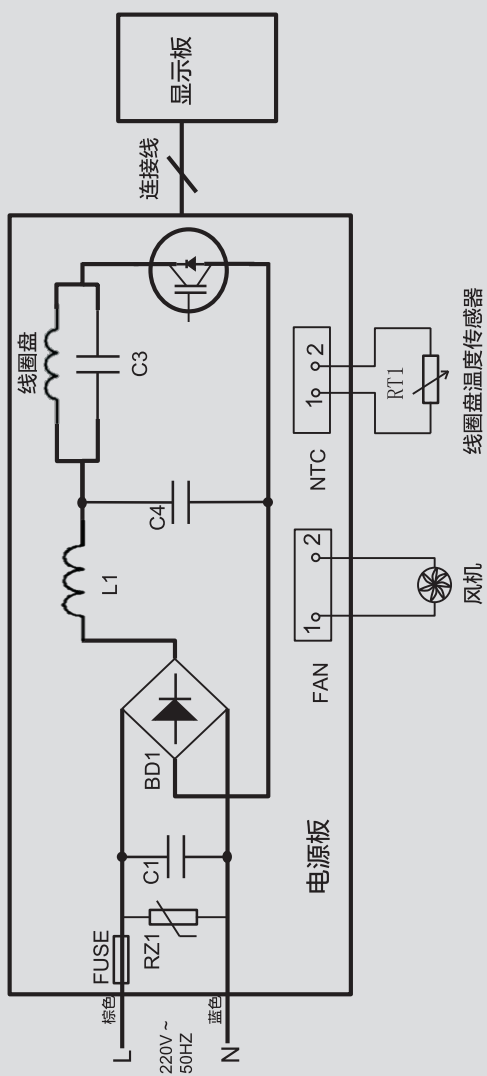 L
棕色
220V ~
50HZ
N
蓝色
FUSE
RZ1
C1
BD1
L1
C4
线圈盘
C3
电源板
FAN
1
2
风机
NTC
1
2
RT1
线圈盘温度传感器
连接线
显示板